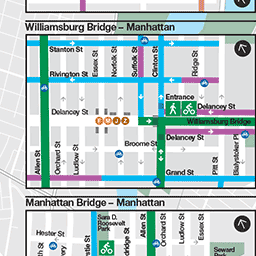 Williamsburg Bridge – Manhattan
Stanton St
Rivington St
Essex St
Norfolk St
Suffolk St
Clinton St
Ridge St
Entrance
Delancey St
Delancey St
F M J Z
Williamsburg Bridge
Delancey St
Broome St
Allen St
Orchard St
Ludlow St
Grand St
Pitt St
Bialystoker Pl
Manhattan Bridge – Manhattan
Sara D.
Roosevelt
Park
Hester St
Allen St
Orchard St
Ludlow St
Essex St
Seward
Park